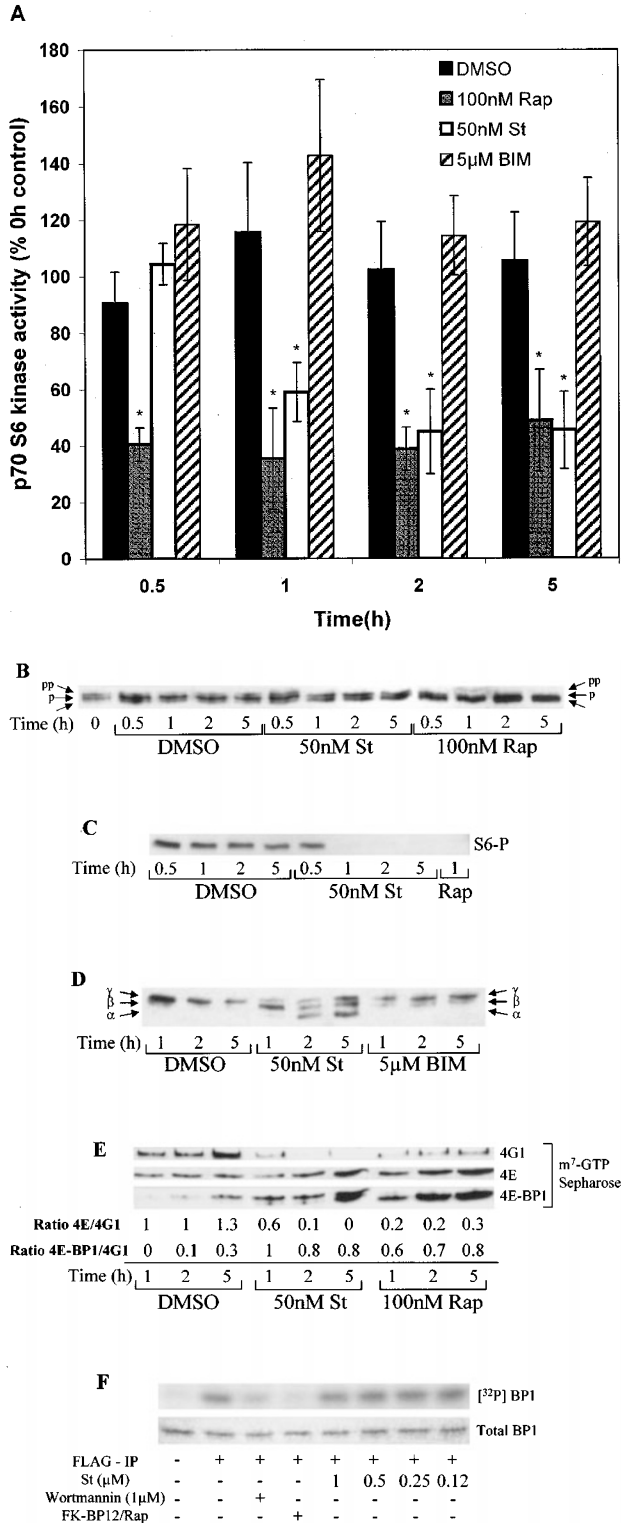 A
180
160
140
120
100
80
60
40
20
0
p70 S6 kinase activity (% 0h control)
DMSO
100nM Rap
50nM St
5µM BIM
* * * * * * *
0.5 1 2 5
Time(h)
B
pp
p
pp
p
Time (h) 0 0.5 1 2 5 0.5 1 2 5 0.5 1 2 5
DMSO 50nM St 100nM Rap
C
S6-P
Time (h) 0.5 1 2 5 0.5 1 2 5 1
DMSO 50nM St Rap
D
γ
β
α
γ
β
α
Time (h) 1 2 5 1 2 5 1 2 5
DMSO 50nM St 5µM BIM
E
4G1
4E
4E-BP1
m⁷-GTP
Sepharose
Ratio 4E/4G1 1 1 1.3 0.6 0.1 0 0.2 0.2 0.3
Ratio 4E-BP1/4G1 0 0.1 0.3 1 0.8 0.8 0.6 0.7 0.8
Time (h) 1 2 5 1 2 5 1 2 5
DMSO 50nM St 100nM Rap
F
[³²P] BP1
Total BP1
FLAG - IP - + + + + + + +
St (µM) - - - - 1 0.5 0.25 0.12
Wortmannin (1µM) - - + - - - - -
FK-BP12/Rap - - - + - - - -